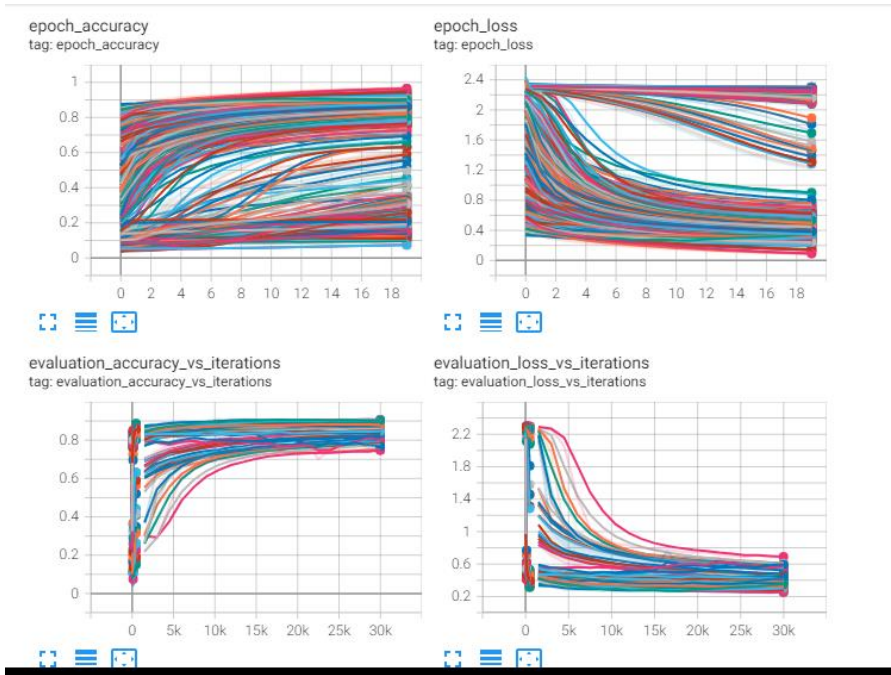 epoch_accuracy
tag: epoch_accuracy
1
0.8
0.6
0.4
0.2
0
0 2 4 6 8 10 12 14 16 18
epoch_loss
tag: epoch_loss
2.4
2
1.6
1.2
0.8
0.4
0
0 2 4 6 8 10 12 14 16 18
evaluation_accuracy_vs_iterations
tag: evaluation_accuracy_vs_iterations
0.8
0.6
0.4
0.2
0
0 5k 10k 15k 20k 25k 30k
evaluation_loss_vs_iterations
tag: evaluation_loss_vs_iterations
2.2
1.8
1.4
1
0.6
0.2
0 5k 10k 15k 20k 25k 30k